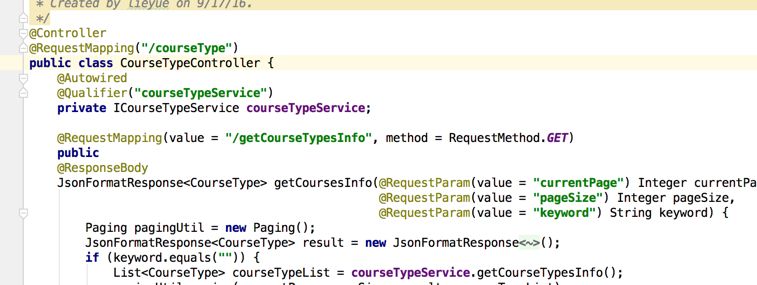 * Created by lieyue on 9/17/16.
*/
@Controller
@RequestMapping("/courseType")
public class CourseTypeController {
@Autowired
@Qualifier("courseTypeService")
private ICourseTypeService courseTypeService;
@RequestMapping(value = "/getCourseTypesInfo", method = RequestMethod.GET)
public
@ResponseBody
JsonFormatResponse<CourseType> getCoursesInfo(@RequestParam(value = "currentPage") Integer currentPa
@RequestParam(value = "pageSize") Integer pageSize,
@RequestParam(value = "keyword") String keyword) {
Paging pagingUtil = new Paging();
JsonFormatResponse<CourseType> result = new JsonFormatResponse<~>();
if (keyword.equals("")) {
List<CourseType> courseTypeList = courseTypeService.getCourseTypesInfo();